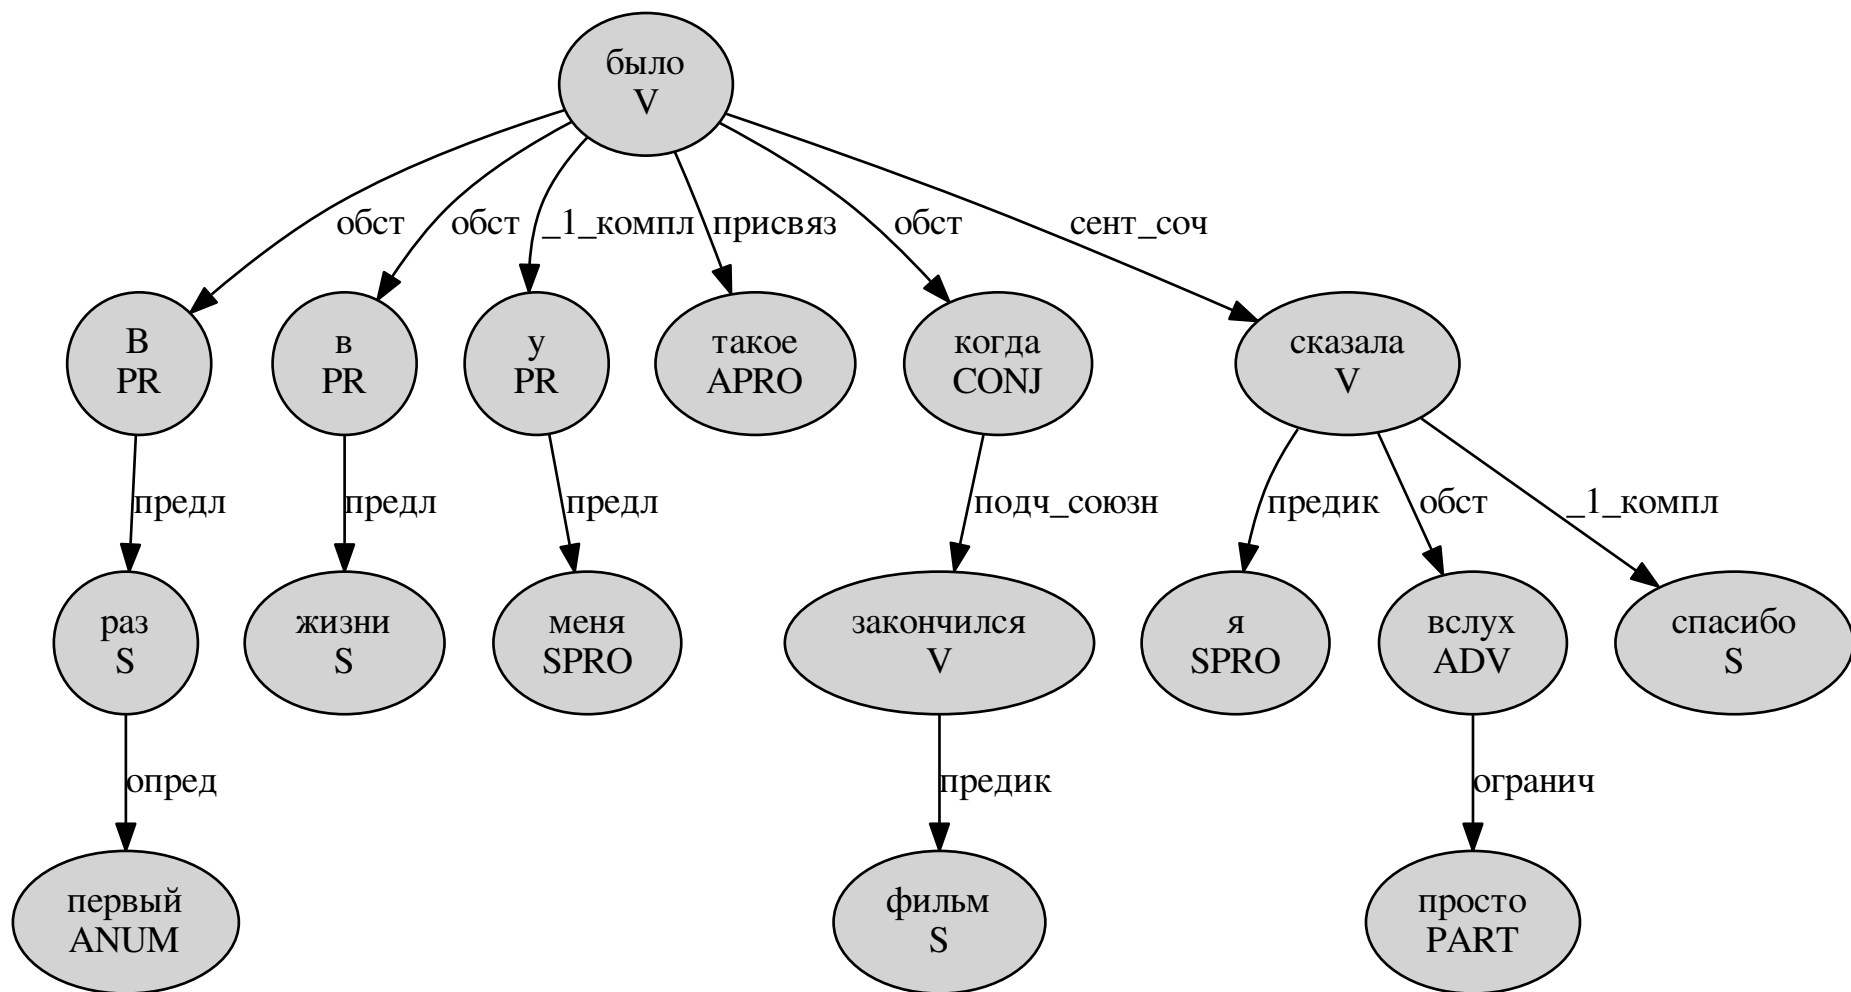 было
V
обст
обст
_1_компл
присвяз
обст
сент_соч
В
PR
в
PR
у
PR
такое
APRO
когда
CONJ
сказала
V
предл
предл
предл
подч_союзн
предик
обст
_1_компл
раз
S
жизни
S
меня
SPRO
закончился
V
я
SPRO
вслух
ADV
спасибо
S
опред
предик
огранич
первый
ANUM
фильм
S
просто
PART